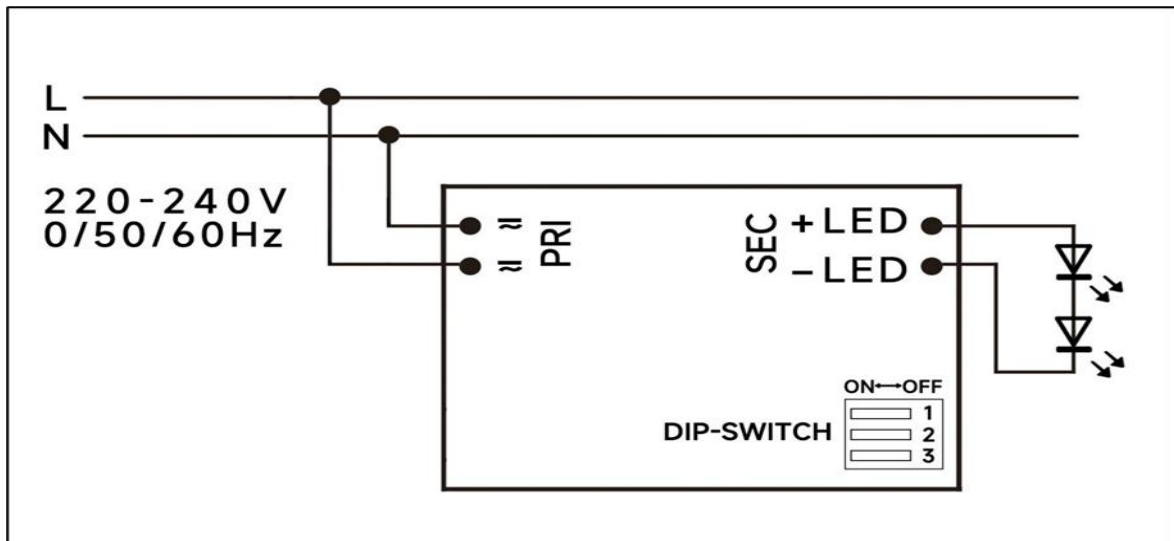 L
N
220-240V
0/50/60Hz
PRI
SEC
+LED
-LED
ON↔OFF
DIP-SWITCH
1
2
3